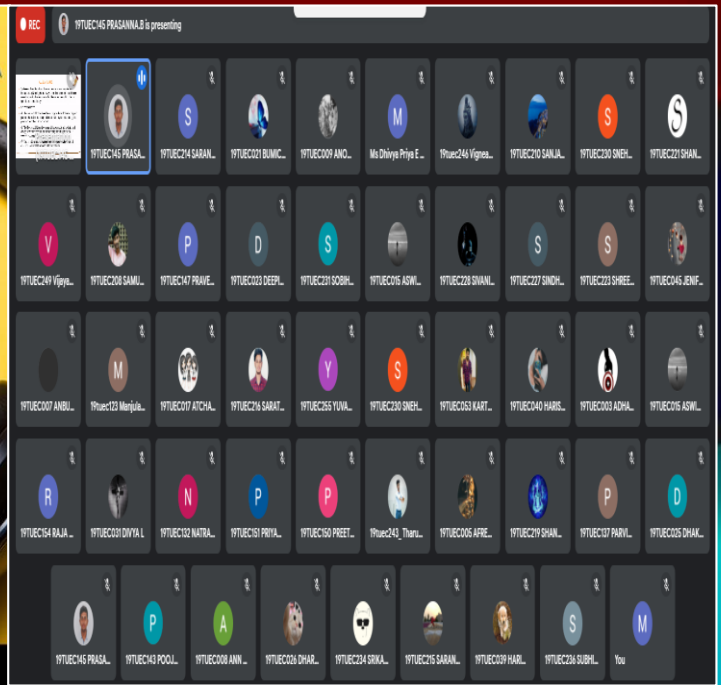 REC
19TUEC145 PRASANNA.B is presenting
19TUEC145 PRASA...
S
19TUEC214 SARAN...
19TUEC021 BUMIC...
19TUEC009 ANO...
M
Ms Dhivya Priya E ...
19tuec246 Vignea...
19TUEC210 SANJA...
S
19TUEC230 SNEH...
S
19TUEC221 SHAN...
V
19TUEC249 Vijaya...
19TUEC208 SAMU...
P
19TUEC147 PRAVE...
D
19TUEC023 DEEPI...
S
19TUEC231 SOBIH...
19TUEC015 ASWI...
19TUEC228 SIVANI...
S
19TUEC227 SINDH...
S
19TUEC223 SHREE...
19TUEC045 JENIF...
19TUEC007 ANBU...
M
19tuec123 Manjula...
19TUEC017 ATCHA...
19TUEC216 SARAT...
Y
19TUEC255 YUVA...
S
19TUEC230 SNEH...
19TUEC053 KART...
19TUEC040 HARIS...
19TUEC003 ADHA...
19TUEC015 ASWI...
R
19TUEC154 RAJA ...
19TUEC031 DIVYA L
N
19TUEC132 NATRA...
P
19TUEC151 PRIYA...
P
19TUEC150 PREET...
19tuec243_ Tharu...
19TUEC005 AFRE...
19TUEC219 SHAN...
P
19TUEC137 PARVI...
D
19TUEC025 DHAK...
19TUEC145 PRASA...
P
19TUEC143 POOJ...
A
19TUEC008 ANN ...
19TUEC026 DHAR...
19TUEC234 SRIKA...
19TUEC215 SARAN...
19TUEC039 HARI...
S
19TUEC236 SUBHI...
M
You